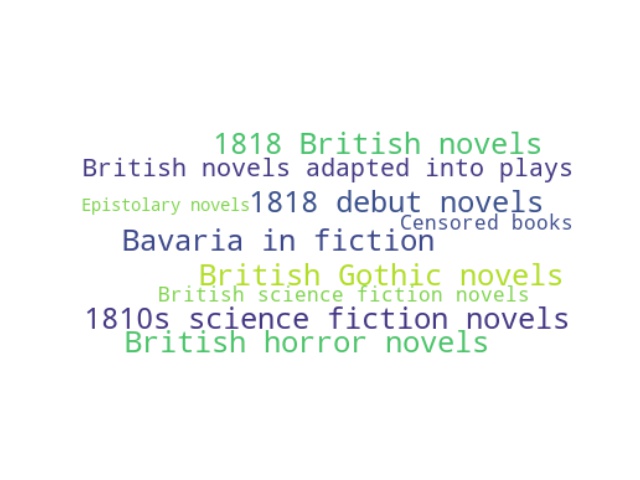 1818 British novels
British novels adapted into plays
Epistolary novels 1818 debut novels
Censored books
Bavaria in fiction
British Gothic novels
British science fiction novels
1810s science fiction novels
British horror novels